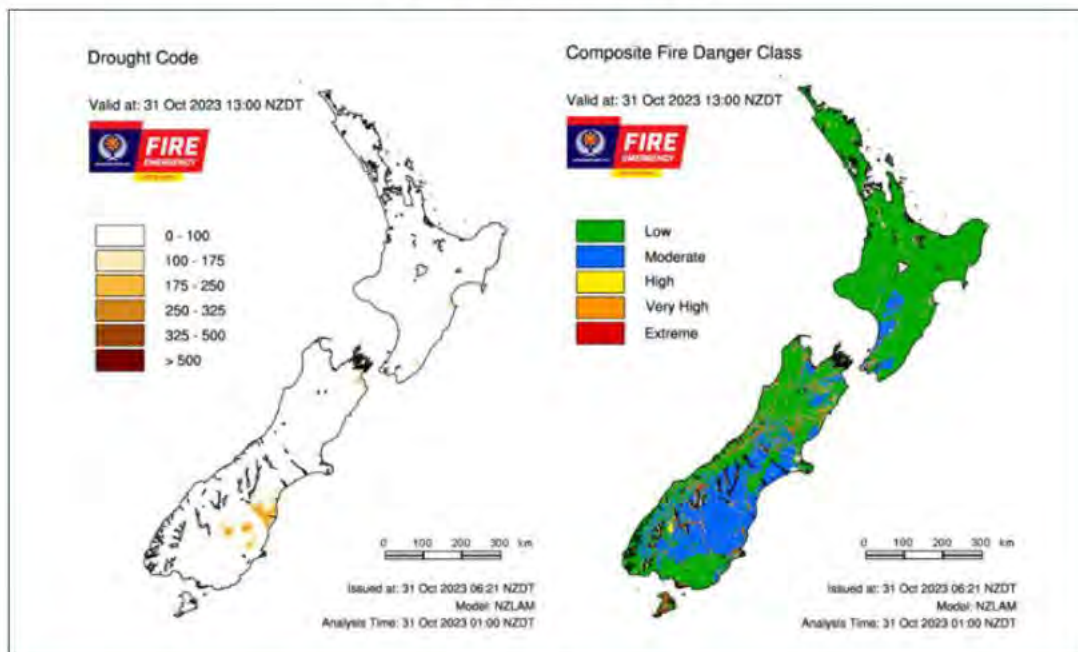 Drought Code
Valid at: 31 Oct 2023 13:00 NZDT
FIRE
EMERGENCY
0 - 100
100 - 175
175 - 250
250 - 325
325 - 500
> 500
0 100 200 300 km
Issued at: 31 Oct 2023 06:21 NZDT
Model: NZLAM
Analysis Time: 31 Oct 2023 01:00 NZDT
Composite Fire Danger Class
Valid at: 31 Oct 2023 13:00 NZDT
FIRE
EMERGENCY
Low
Moderate
High
Very High
Extreme
0 100 200 300 km
Issued at: 31 Oct 2023 06:21 NZDT
Model: NZLAM
Analysis Time: 31 Oct 2023 01:00 NZDT